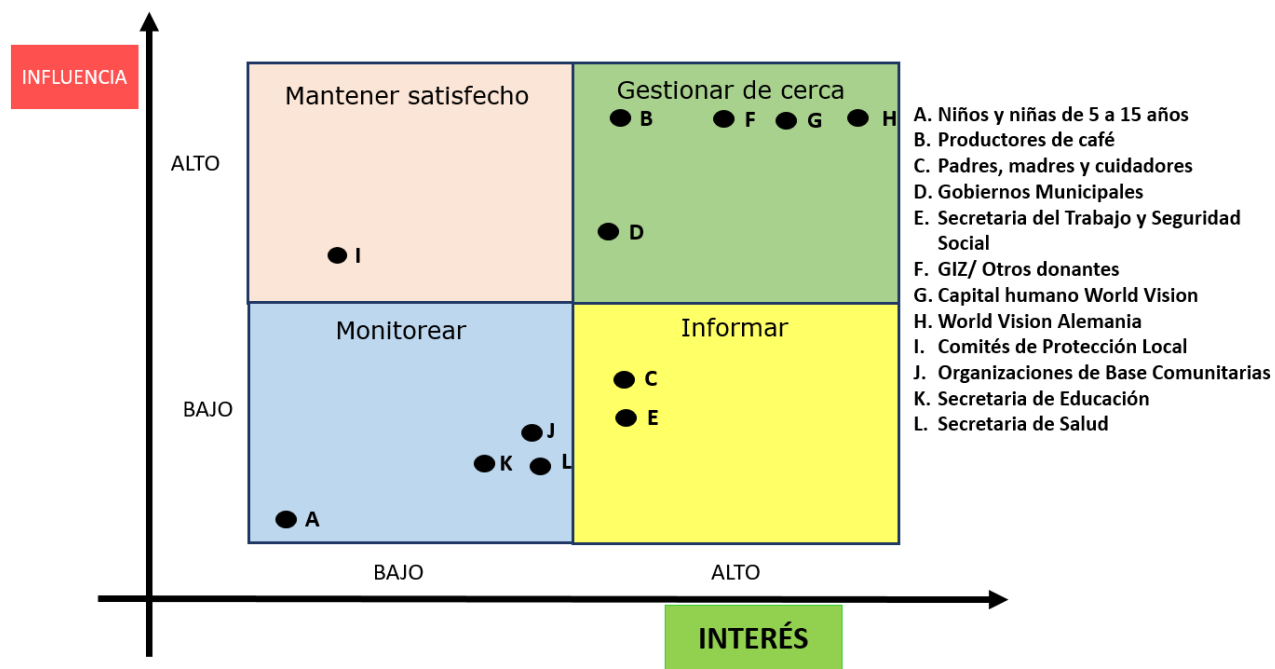 INFLUENCIA
ALTO
BAJO
Mantener satisfecho
Gestionar de cerca
B
F
G
H
D
I
Monitorear
Informar
C
E
J
K
L
A
BAJO
ALTO
INTERÉS
A. Niños y niñas de 5 a 15 años
B. Productores de café
C. Padres, madres y cuidadores
D. Gobiernos Municipales
E. Secretaria del Trabajo y Seguridad
Social
F. GIZ/ Otros donantes
G. Capital humano World Vision
H. World Vision Alemania
I. Comités de Protección Local
J. Organizaciones de Base Comunitarias
K. Secretaria de Educación
L. Secretaria de Salud